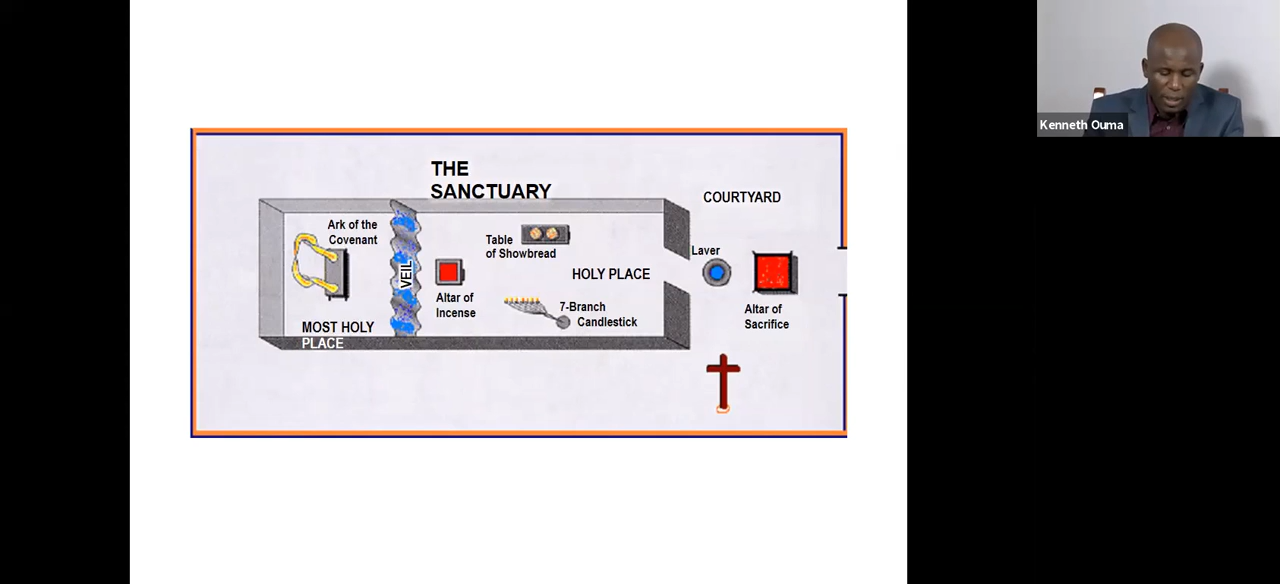 THE
SANCTUARY
COURTYARD
Ark of the
Covenant
VEIL
Table
of Showbread
HOLY PLACE
Laver
Altar of
Incense
7-Branch
Candlestick
Altar of
Sacrifice
MOST HOLY
PLACE
Kenneth Ouma